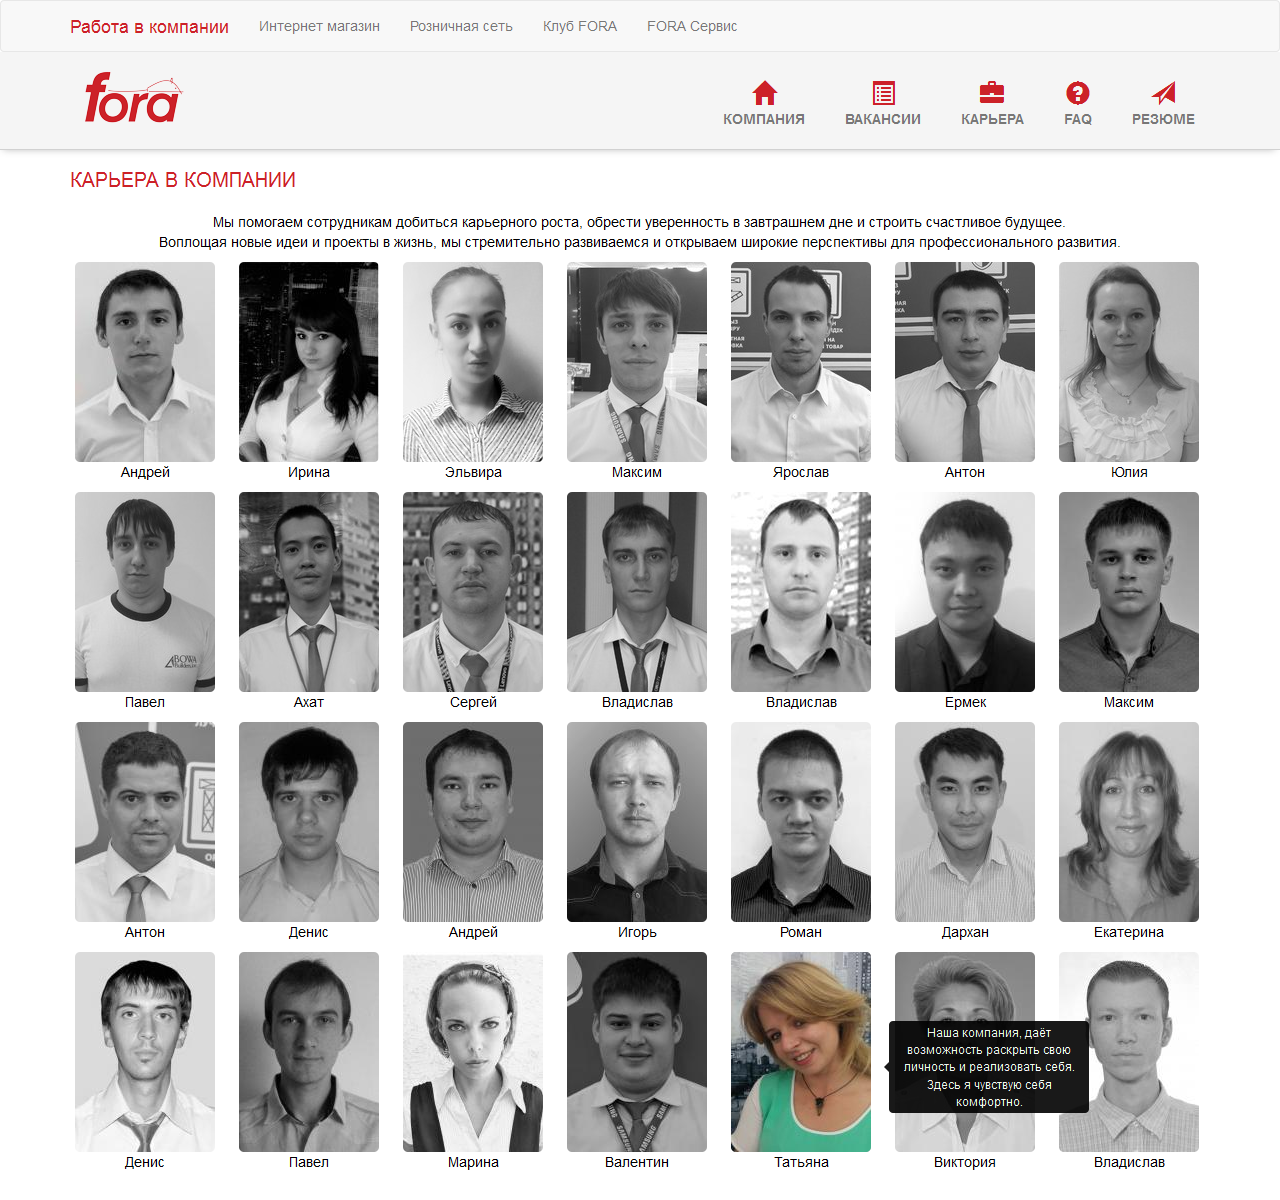 Работа в компании Интернет магазин Розничная сеть Клуб FORA FORA Сервис
fora
КОМПАНИЯ ВАКАНСИИ КАРЬЕРА FAQ РЕЗЮМЕ
КАРЬЕРА В КОМПАНИИ
Мы помогаем сотрудникам добиться карьерного роста, обрести уверенность в завтрашнем дне и строить счастливое будущее.
Воплощая новые идеи и проекты в жизнь, мы стремительно развиваемся и открываем широкие перспективы для профессионального развития.
Андрей Ирина Эльвира Максим Ярослав Антон Юлия
BOWA
Павел Ахат Сергей Владислав Владислав Ермек Максим
Антон Денис Андрей Игорь Роман Дархан Екатерина
Наша компания, даёт
возможность раскрыть свою
личность и реализовать себя.
Здесь я чувствую себя
комфортно.
SAMSUNG
Денис Павел Марина Валентин Татьяна Виктория Владислав